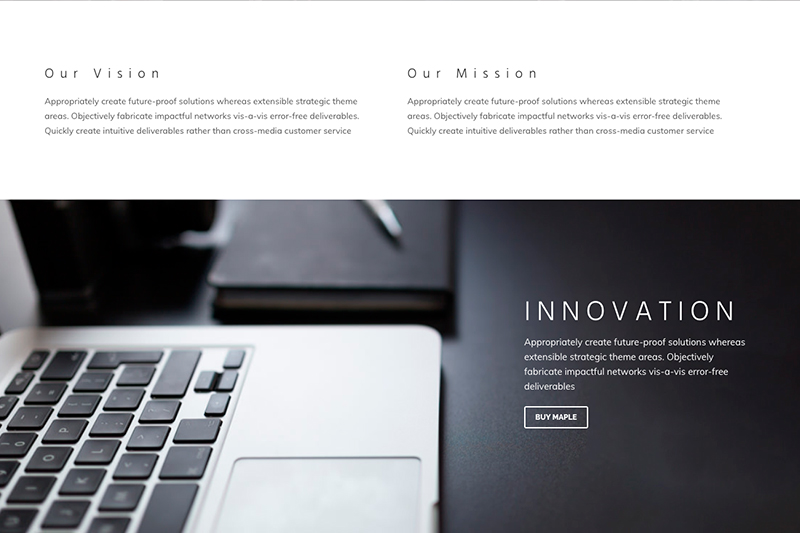 Our Vision
Appropriately create future-proof solutions whereas extensible strategic theme
areas. Objectively fabricate impactful networks vis-a-vis error-free deliverables.
Quickly create intuitive deliverables rather than cross-media customer service
Our Mission
Appropriately create future-proof solutions whereas extensible strategic theme
areas. Objectively fabricate impactful networks vis-a-vis error-free deliverables.
Quickly create intuitive deliverables rather than cross-media customer service
INNOVATION
Appropriately create future-proof solutions whereas
extensible strategic theme areas. Objectively
fabricate impactful networks vis-a-vis error-free
deliverables
BUY MAPLE